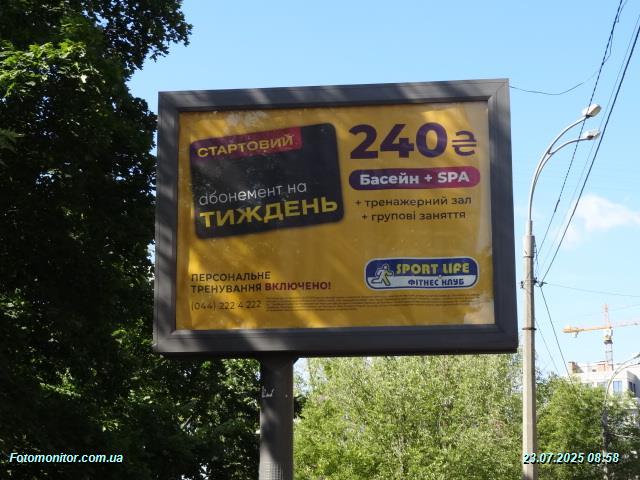 СТАРТОВИЙ
абонемент на
ТИЖДЕНЬ
240₴
Басейн + SPA
+ тренажерний зал
+ групові заняття
SPORT LIFE
ФІТНЕС КЛУБ
ПЕРСОНАЛЬНЕ
ТРЕНУВАННЯ ВКЛЮЧЕНО!
(044) 222 4 222
Fotomonitor.com.ua
23.07.2025 08:58